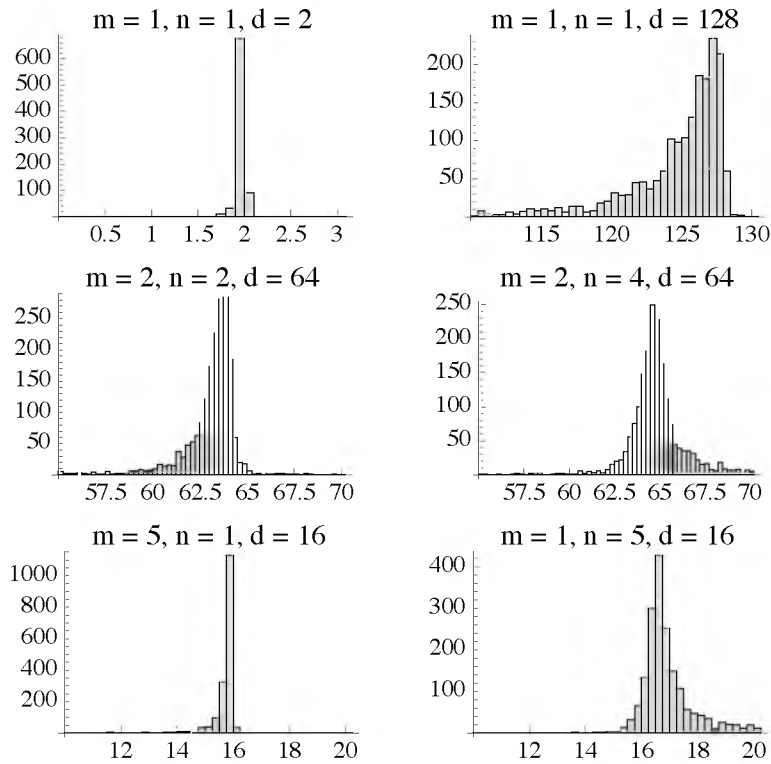 m = 1, n = 1, d = 2
600
500
400
300
200
100
0.5 1 1.5 2 2.5 3
m = 1, n = 1, d = 128
200
150
100
50
115 120 125 130
m = 2, n = 2, d = 64
250
200
150
100
50
57.5 60 62.5 65 67.5 70
m = 2, n = 4, d = 64
250
200
150
100
50
57.5 60 62.5 65 67.5 70
m = 5, n = 1, d = 16
1000
800
600
400
200
12 14 16 18 20
m = 1, n = 5, d = 16
400
300
200
100
12 14 16 18 20